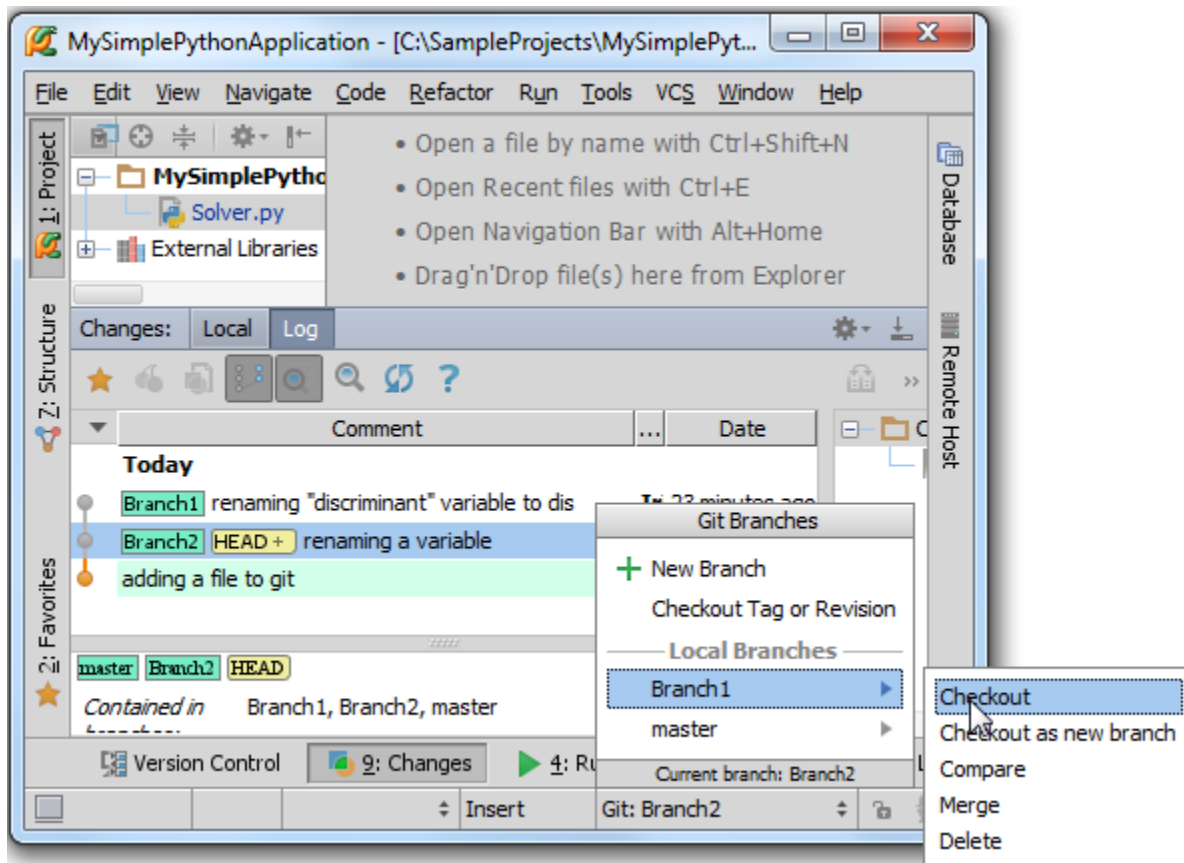 MySimplePythonApplication - [C:\SampleProjects\MySimplePyt...
File Edit View Navigate Code Refactor Run Tools VCS Window Help
1: Project
MySimplePytho
Solver.py
External Libraries
• Open a file by name with Ctrl+Shift+N
• Open Recent files with Ctrl+E
• Open Navigation Bar with Alt+Home
• Drag'n'Drop file(s) here from Explorer
Database
Remote Host
7: Structure
2: Favorites
Changes: Local Log
Comment ... Date
Today
Branch1 renaming "discriminant" variable to dis 23 minutes ago
Branch2 HEAD + renaming a variable
adding a file to git
master Branch2 HEAD
Contained in Branch1, Branch2, master
Git Branches
New Branch
Checkout Tag or Revision
Local Branches
Branch1
master
Current branch: Branch2
Checkout
Checkout as new branch
Compare
Merge
Delete
Version Control 9: Changes 4: Ru
Insert Git: Branch2